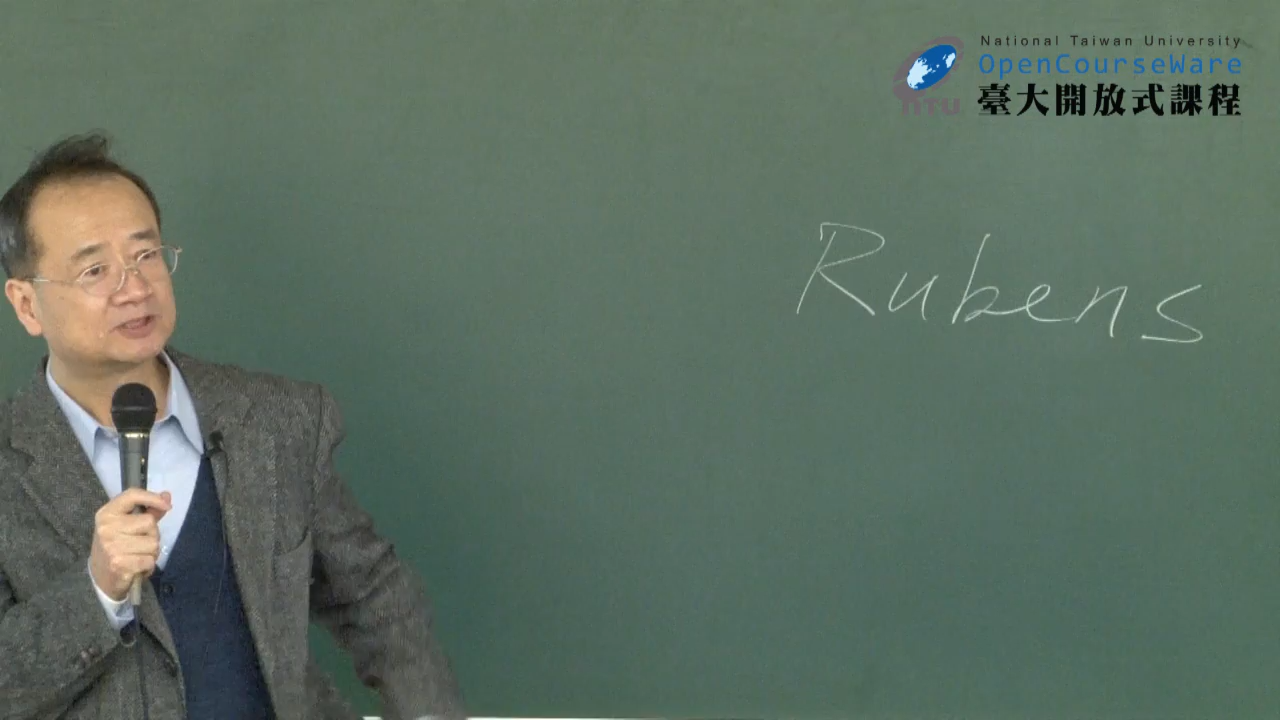 National Taiwan University
OpenCourseWare
臺大開放式課程
NTU
Rubens